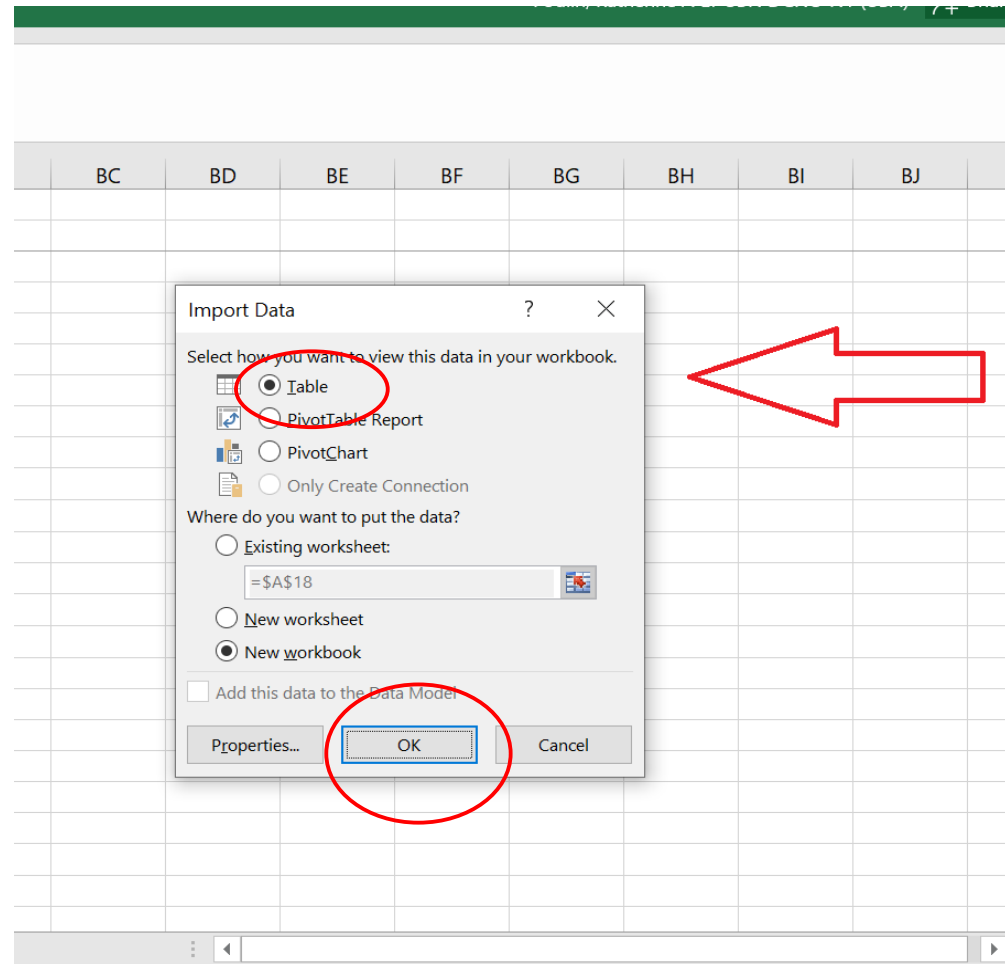 BC BD BE BF BG BH BI BJ
Import Data ? ×
Select how you want to view this data in your workbook.
Table
PivotTable Report
PivotChart
Only Create Connection
Where do you want to put the data?
Existing worksheet:
=$A$18
New worksheet
New workbook
Add this data to the Data Model
Properties... OK Cancel